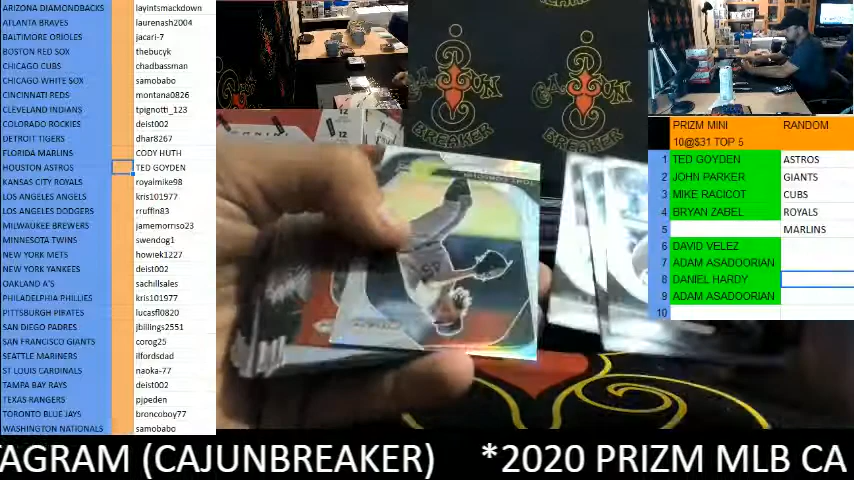 ARIZONA DIAMONDBACKS layintsmackdown
ATLANTA BRAVES laurenash2004
BALTIMORE ORIOLES jacari-7
BOSTON RED SOX thebucyk
CHICAGO CUBS chadbassman
CHICAGO WHITE SOX samobabo
CINCINNATI REDS montana0826
CLEVELAND INDIANS tpignotti_123
COLORADO ROCKIES deist002
DETROIT TIGERS dhar8267
FLORIDA MARLINS CODY HUTH
HOUSTON ASTROS TED GOYDEN
KANSAS CITY ROYALS royalmike98
LOS ANGELES ANGELS kris101977
LOS ANGELES DODGERS rruffin83
MILWAUKEE BREWERS jamemorriso23
MINNESOTA TWINS swendog1
NEW YORK METS howiek1227
NEW YORK YANKEES deist002
OAKLAND A'S sachillsales
PHILADELPHIA PHILLIES kris101977
PITTSBURGH PIRATES lucasfl0820
SAN DIEGO PADRES jbillings2551
SAN FRANCISCO GIANTS corog25
SEATTLE MARINERS ilfordsdad
ST LOUIS CARDINALS naoka-77
TAMPA BAY RAYS deist002
TEXAS RANGERS pjpeden
TORONTO BLUE JAYS broncoboy77
WASHINGTON NATIONALS samobabo
CAJUN
BREAKER
BREAKER
12
12
PRIZM MINI RANDOM
10@$31 TOP 5
1 TED GOYDEN ASTROS
2 JOHN PARKER GIANTS
3 MIKE RACICOT CUBS
4 BRYAN ZABEL ROYALS
5 MARLINS
6 DAVID VELEZ
7 ADAM ASADOORIAN
8 DANIEL HARDY
9 ADAM ASADOORIAN
10
TAGRAM (CAJUNBREAKER) *2020 PRIZM MLB CA